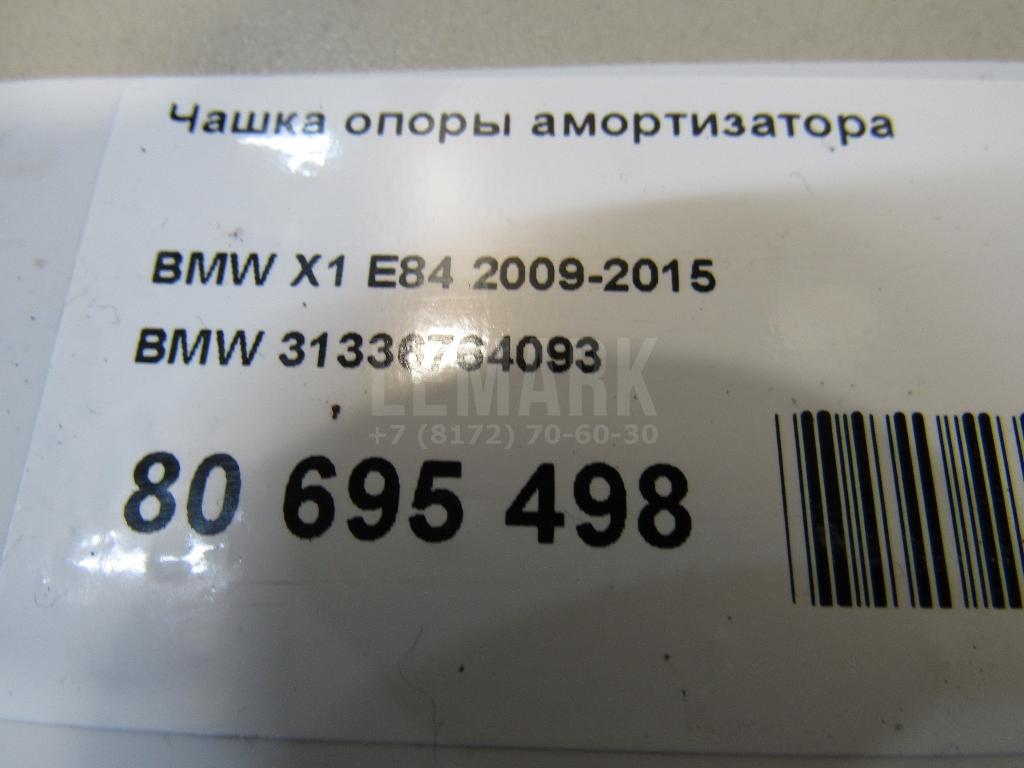 Чашка опоры амортизатора
BMW X1 E84 2009-2015
BMW 31336764093
LEMARK
+7 (8172) 70-60-30
80 695 498